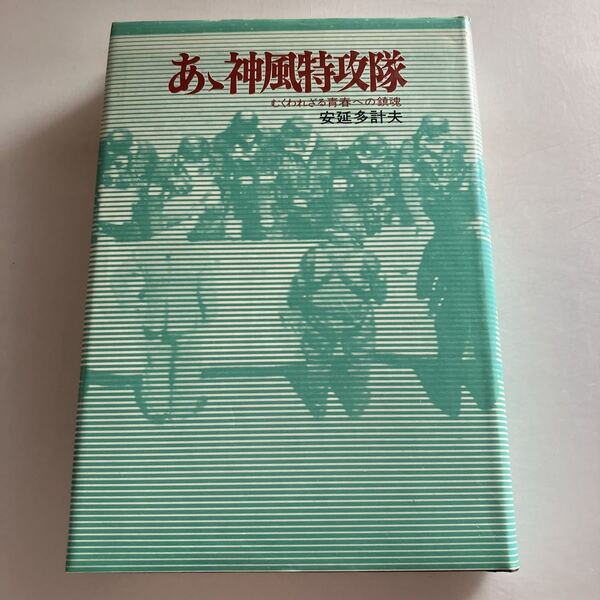 あゝ神風特攻隊
むくわれざる青春への鎮魂
安延多計夫